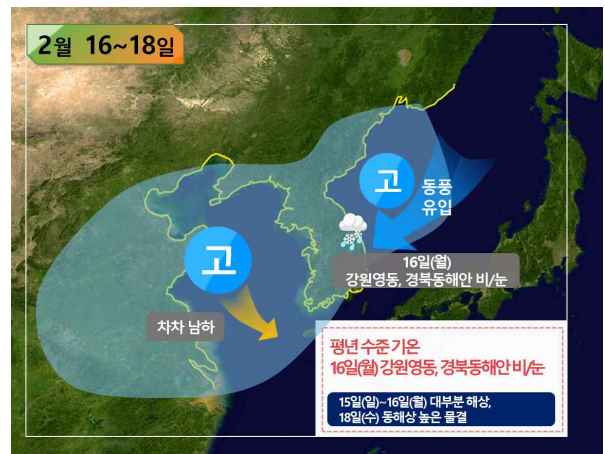 2월 16~18일
고
동풍
유입
고
16일(월)
강원영동, 경북동해안 비/눈
차차 남하
평년 수준 기온
16일(월) 강원영동, 경북동해안 비/눈
15일(일)~16일(월) 대부분 해상,
18일(수) 동해상 높은 물결